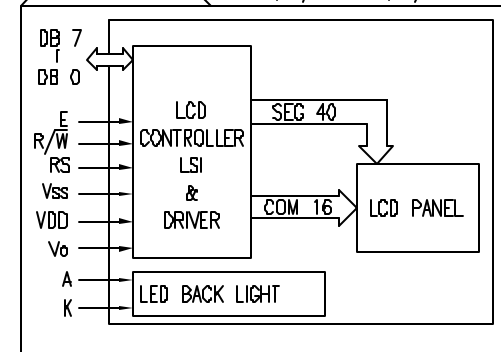 DB 7
DB 0
E
R/W̅
RS
Vss
VDD
Vo
A
K
LCD
CONTROLLER
LSI
&
DRIVER
SEG 40
COM 16
LCD PANEL
LED BACK LIGHT